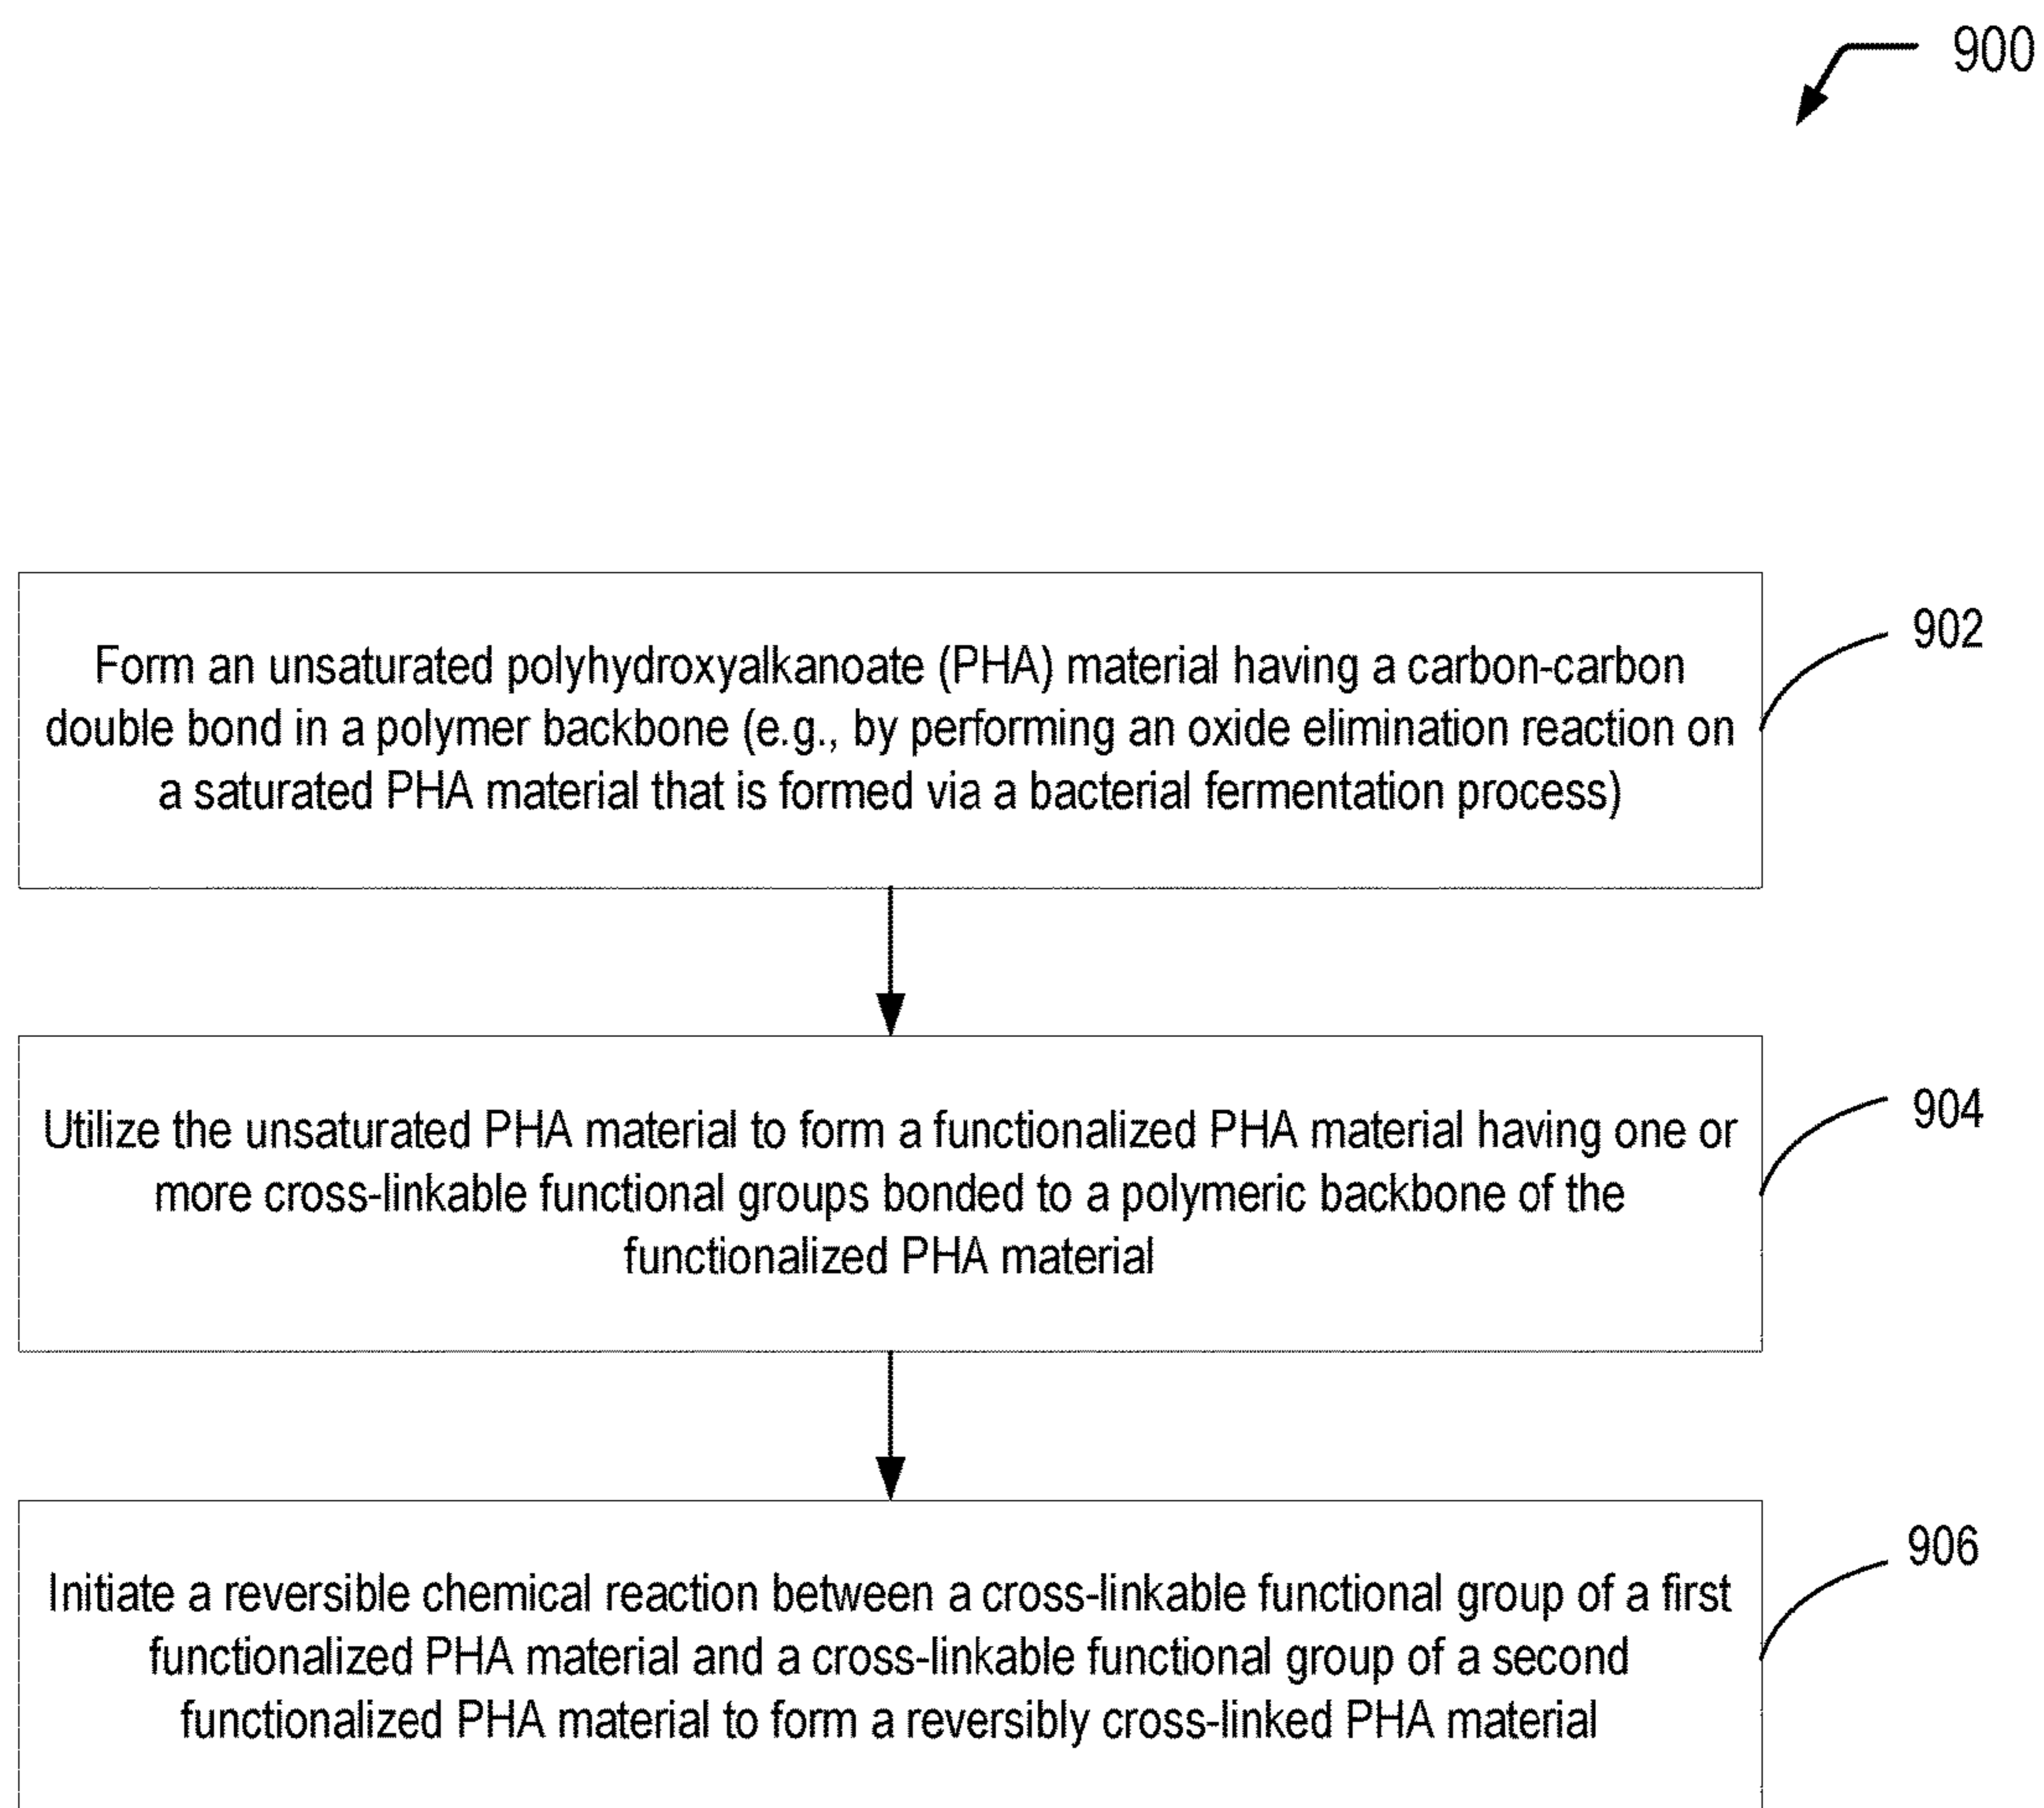 900
Form an unsaturated polyhydroxyalkanoate (PHA) material having a carbon-carbon
double bond in a polymer backbone (e.g., by performing an oxide elimination reaction on
a saturated PHA material that is formed via a bacterial fermentation process)
902
Utilize the unsaturated PHA material to form a functionalized PHA material having one or
more cross-linkable functional groups bonded to a polymeric backbone of the
functionalized PHA material
904
Initiate a reversible chemical reaction between a cross-linkable functional group of a first
functionalized PHA material and a cross-linkable functional group of a second
functionalized PHA material to form a reversibly cross-linked PHA material
906